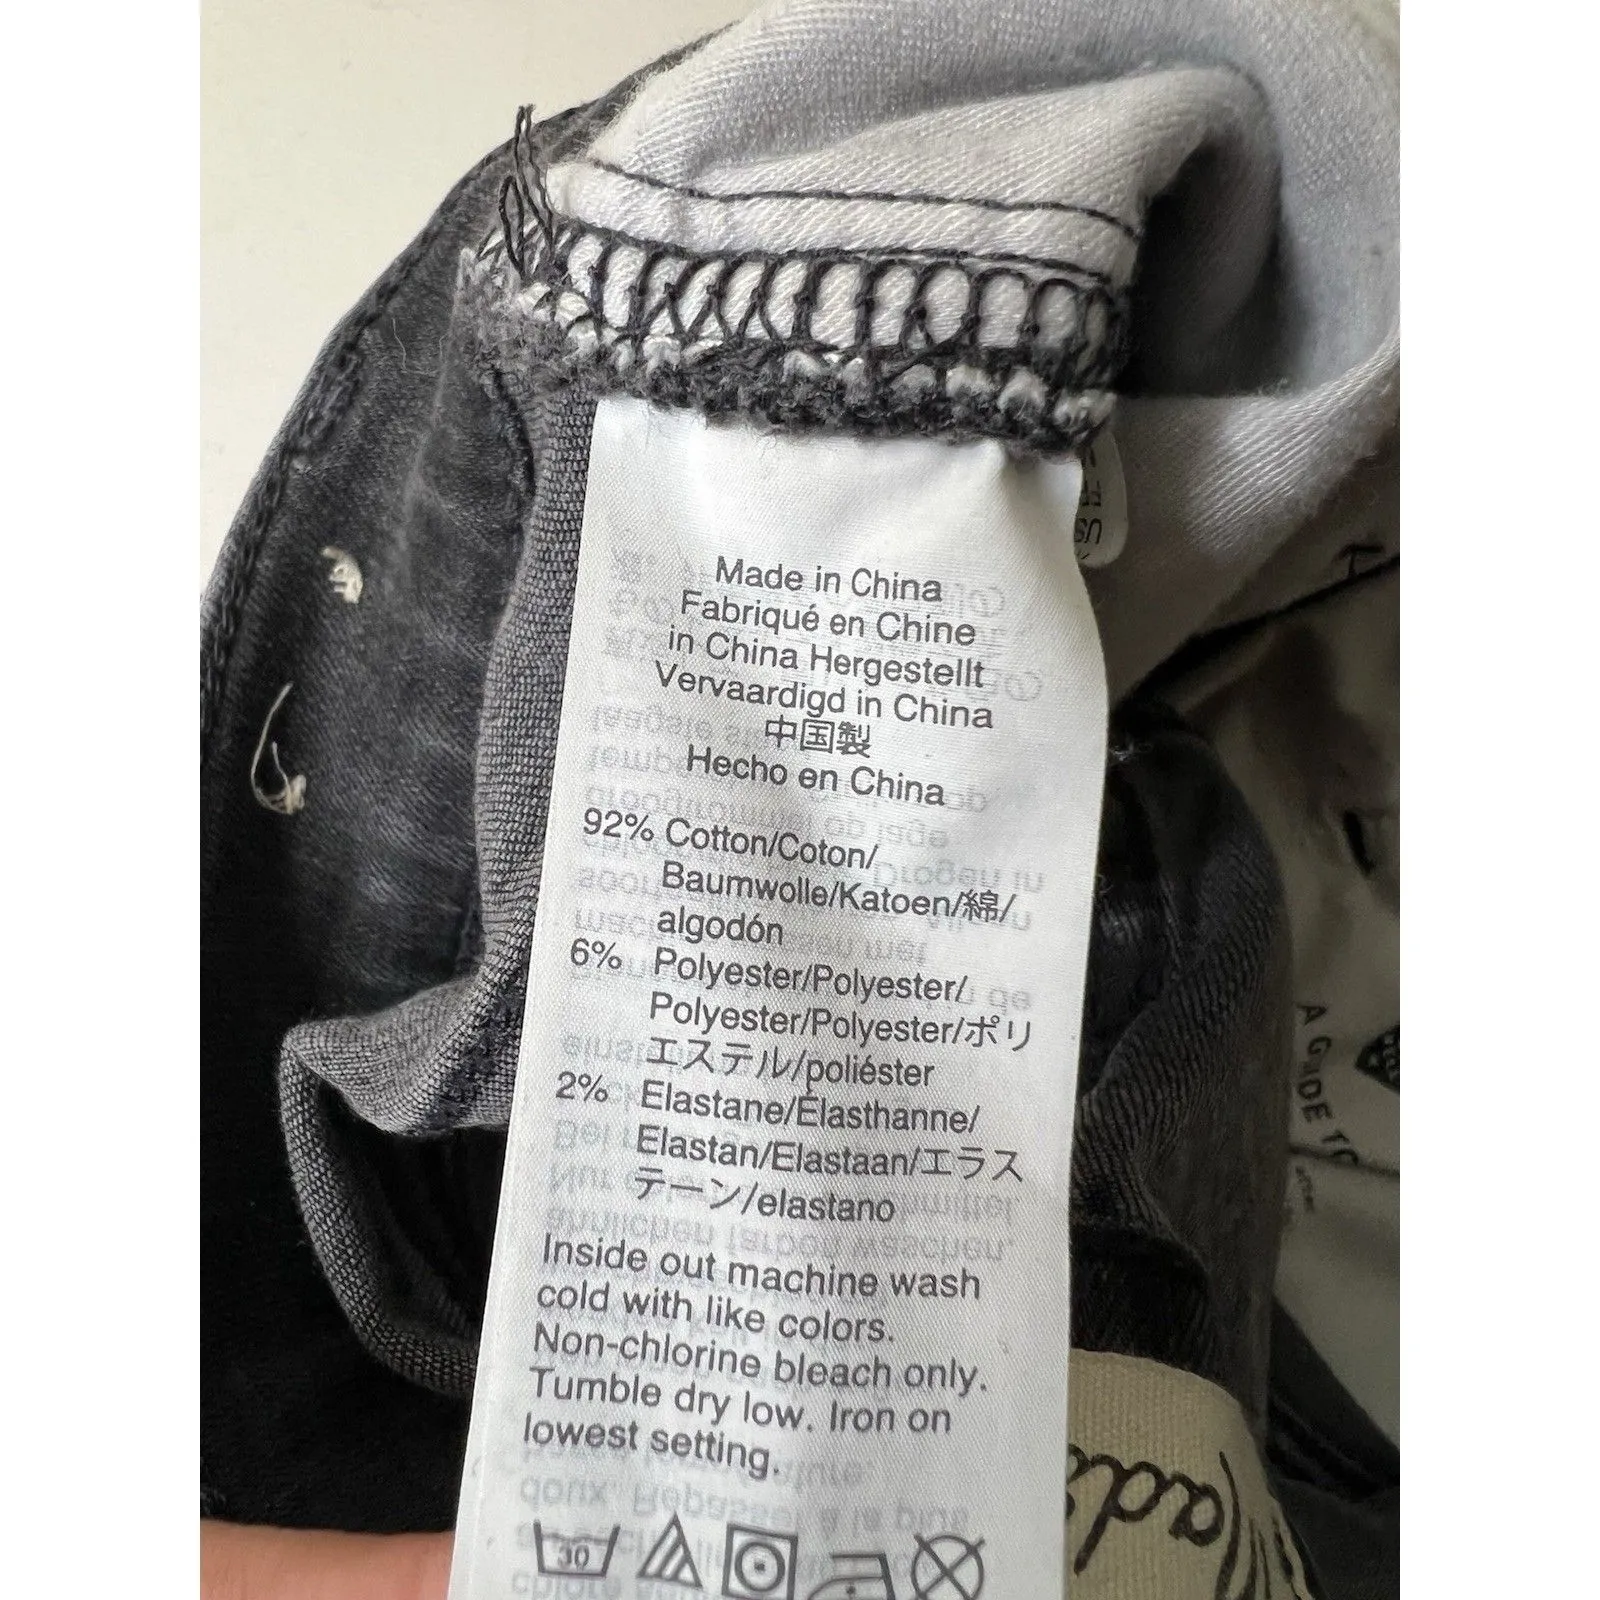 Made in China
Fabriqué en Chine
in China Hergestellt
Vervaardigd in China
中国製
Hecho en China
92% Cotton/Coton/
Baumwolle/Katoen/綿/
algodón
6% Polyester/Polyester/
Polyester/Polyester/ポリ
エステル/poliéster
2% Elastane/Élasthanne/
Elastan/Elastaan/エラス
テーン/elastano
Inside out machine wash
cold with like colors.
Non-chlorine bleach only.
Tumble dry low. Iron on
lowest setting.
30
US
A GUIDE